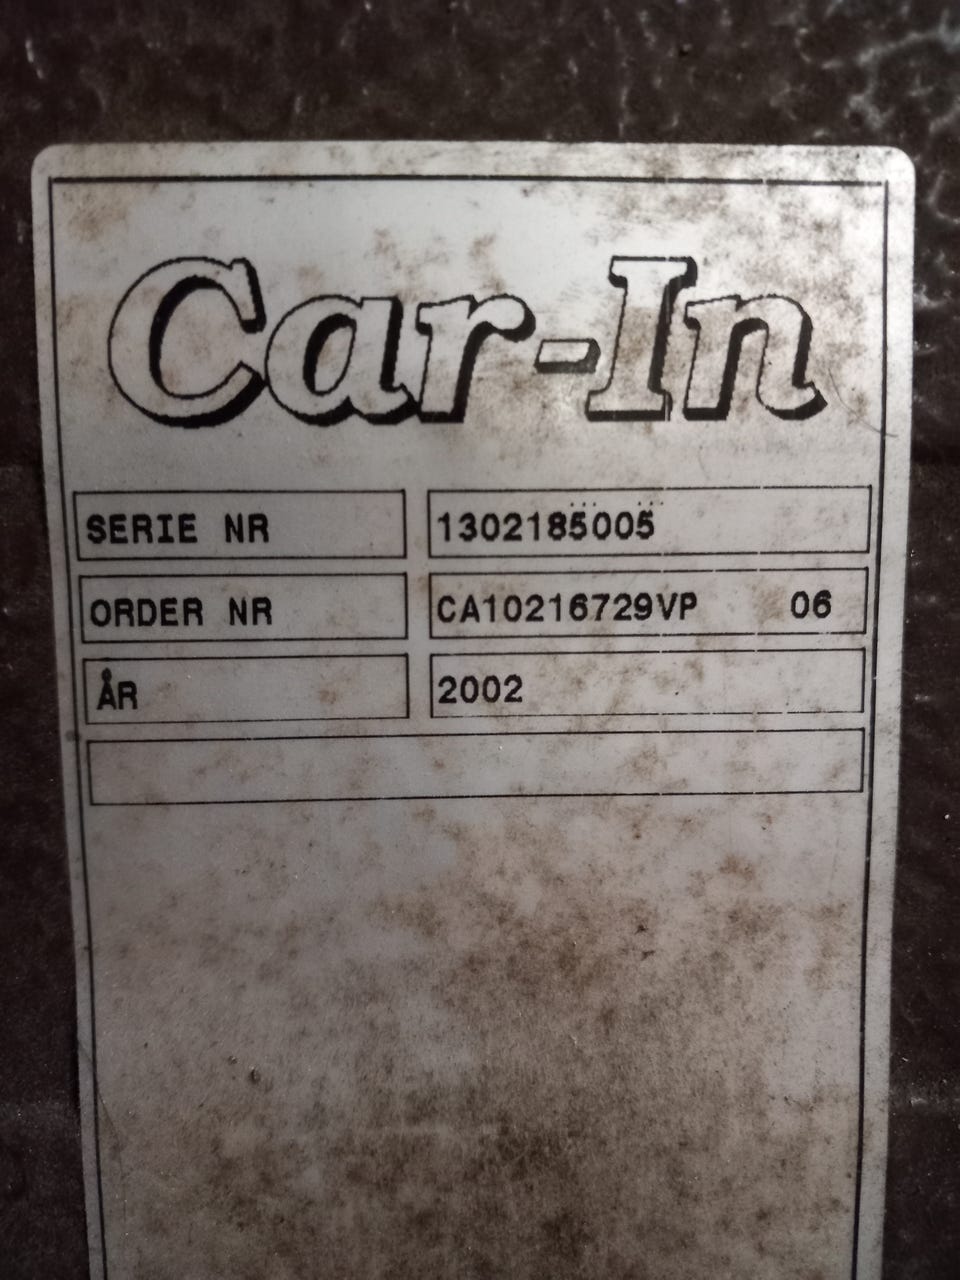 Car-In
SERIE NR 1302185005
ORDER NR CA10216729VP 06
ÅR 2002